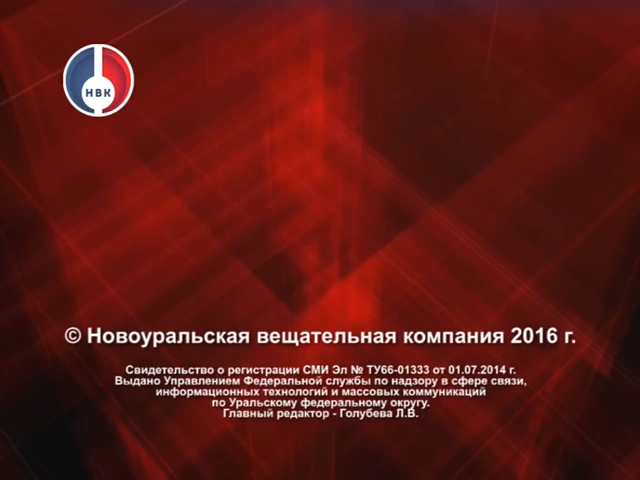 НВК
© Новоуральская вещательная компания 2016 г.
Свидетельство о регистрации СМИ Эл № ТУ66-01333 от 01.07.2014 г.
Выдано Управлением Федеральной службы по надзору в сфере связи,
информационных технологий и массовых коммуникаций
по Уральскому федеральному округу.
Главный редактор - Голубева Л.В.